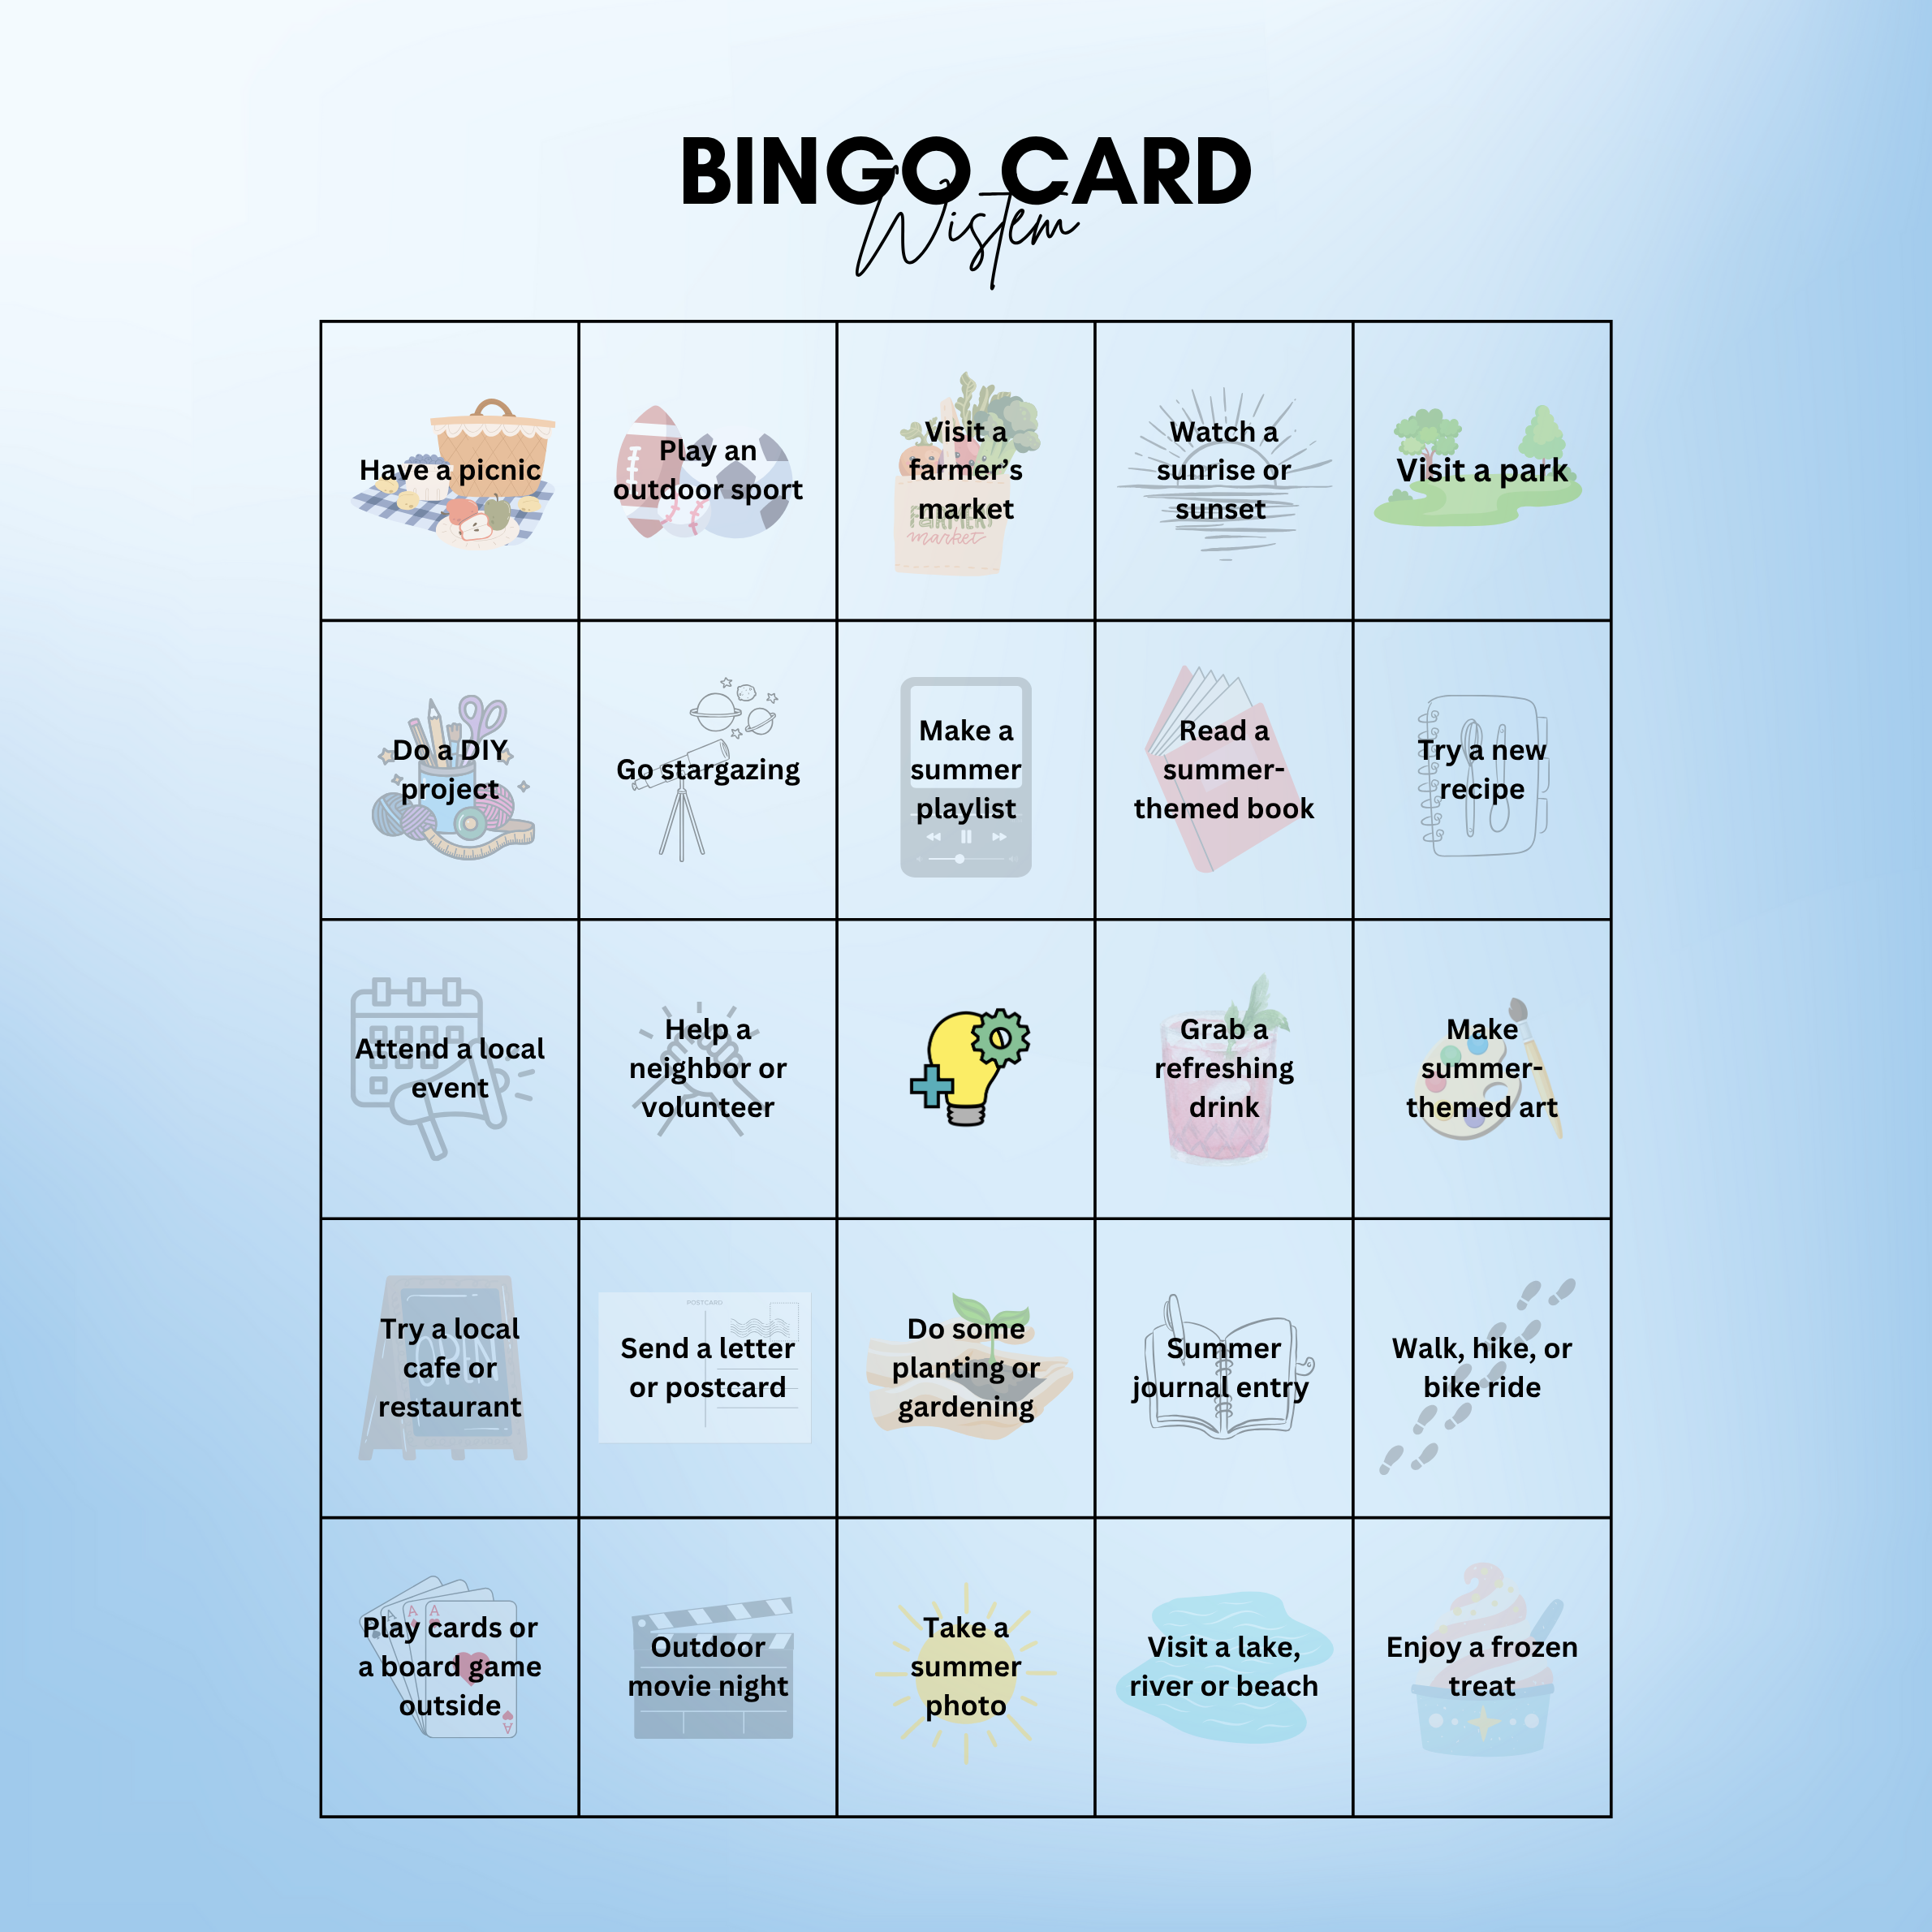 BINGO CARD
Wistem
Have a picnic
Play an
outdoor sport
Visit a
farmer’s
market
FARMERS
market
Watch a
sunrise or
sunset
Visit a park
Do a DIY
project
Go stargazing
Make a
summer
playlist
Read a
summer-
themed book
Try a new
recipe
Attend a local
event
Help a
neighbor or
volunteer
Grab a
refreshing
drink
Make
summer-
themed art
Try a local
cafe or
restaurant
OPEN
POSTCARD
Send a letter
or postcard
Do some
planting or
gardening
Summer
journal entry
Walk, hike, or
bike ride
A
A
A
Play cards or
a board game
outside
A
Outdoor
movie night
Take a
summer
photo
Visit a lake,
river or beach
Enjoy a frozen
treat